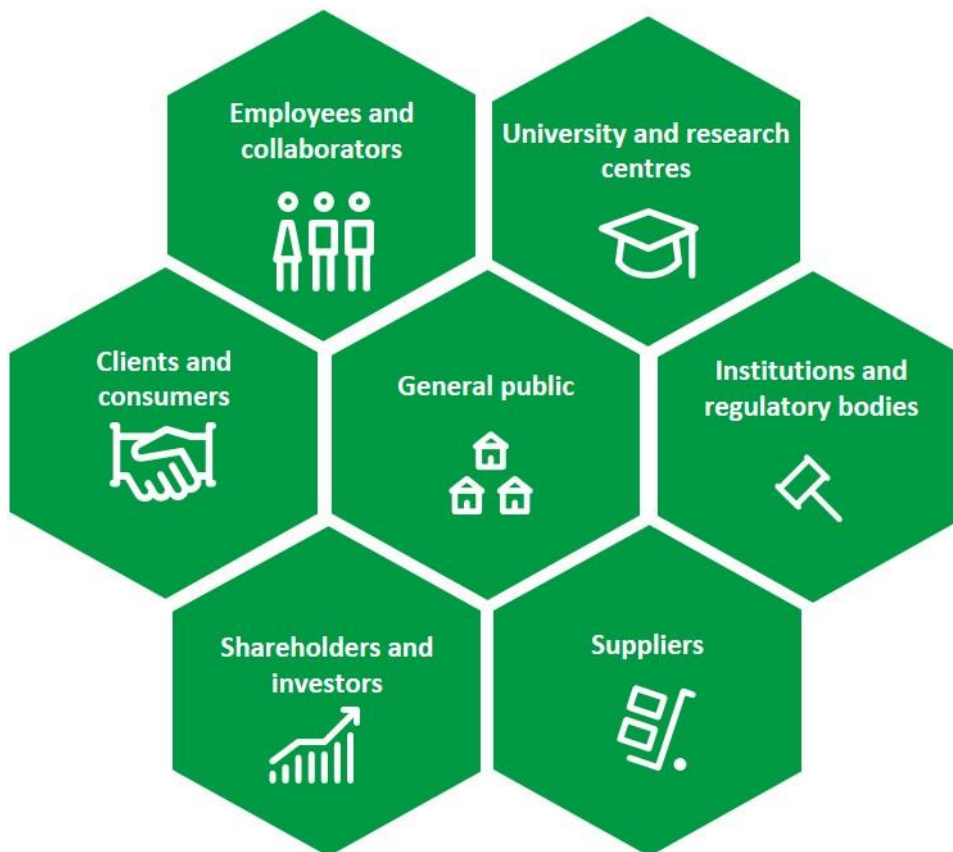 Employees and
collaborators
University and research
centres
Clients and
consumers
General public
Institutions and
regulatory bodies
Shareholders and
investors
Suppliers